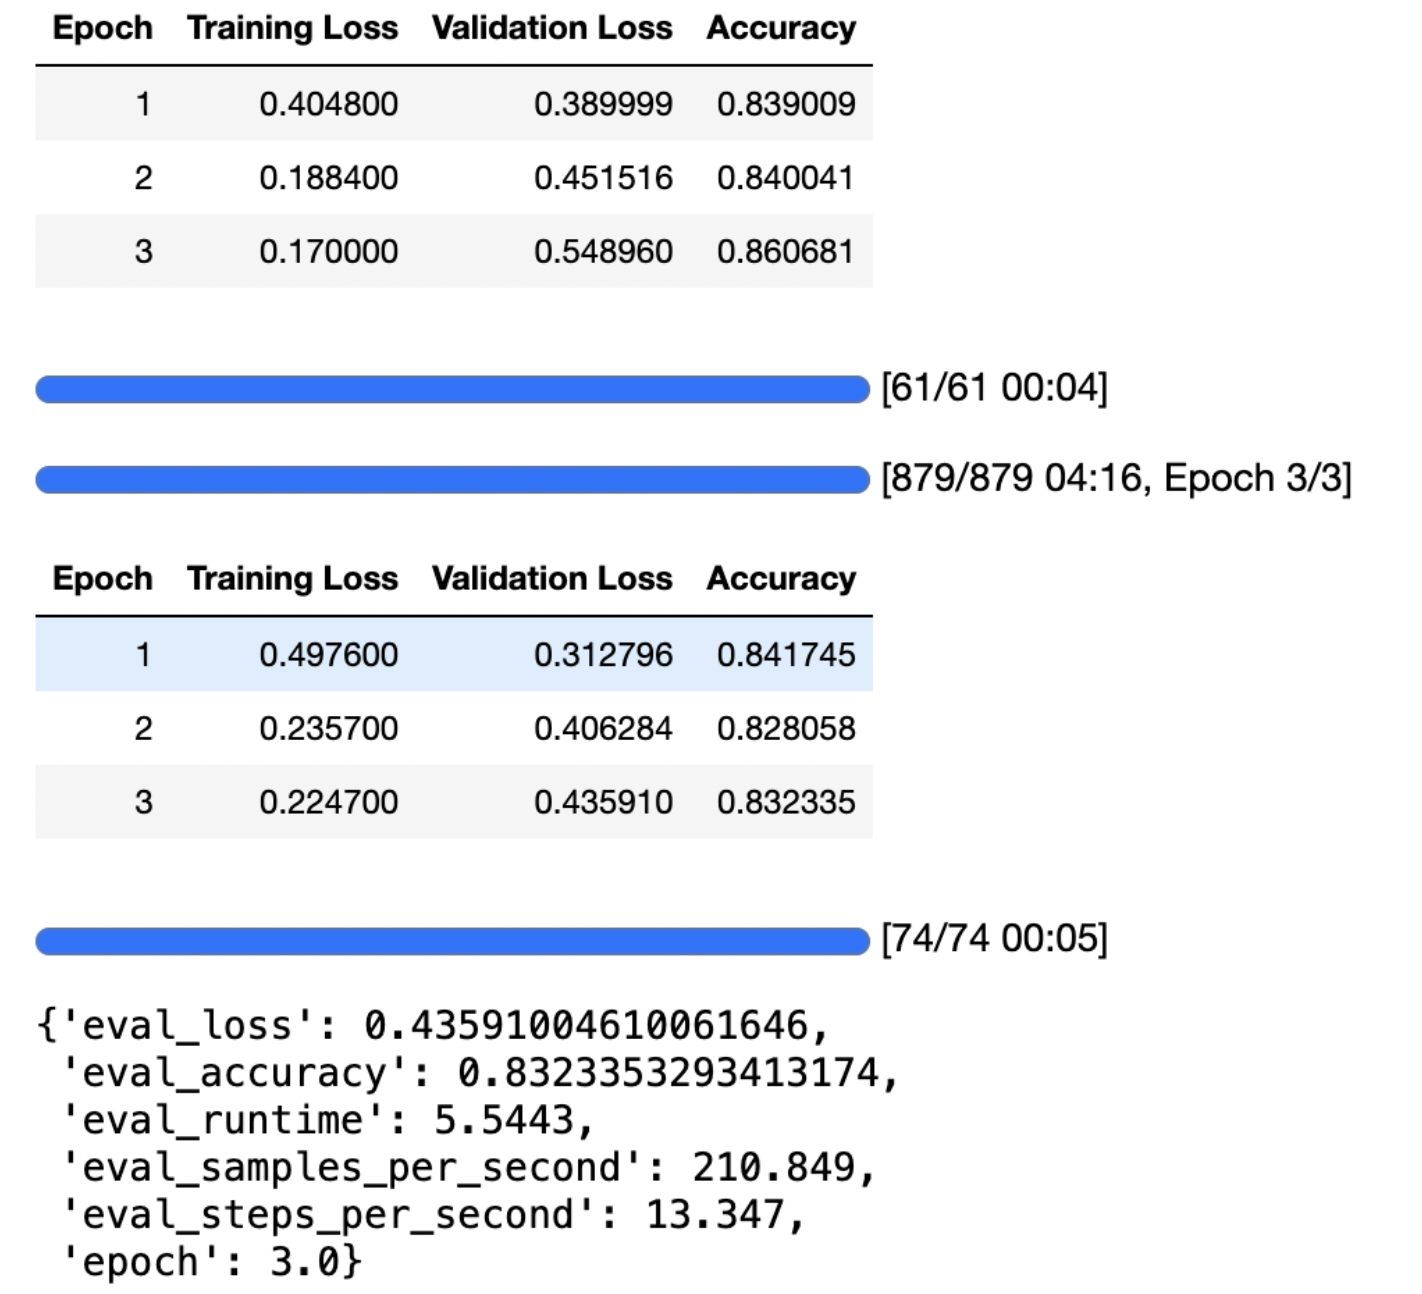 Epoch Training Loss Validation Loss Accuracy
1 0.404800 0.389999 0.839009
2 0.188400 0.451516 0.840041
3 0.170000 0.548960 0.860681
[61/61 00:04]
[879/879 04:16, Epoch 3/3]
Epoch Training Loss Validation Loss Accuracy
1 0.497600 0.312796 0.841745
2 0.235700 0.406284 0.828058
3 0.224700 0.435910 0.832335
[74/74 00:05]
{'eval_loss': 0.43591004610061646,
'eval_accuracy': 0.8323353293413174,
'eval_runtime': 5.5443,
'eval_samples_per_second': 210.849,
'eval_steps_per_second': 13.347,
'epoch': 3.0}